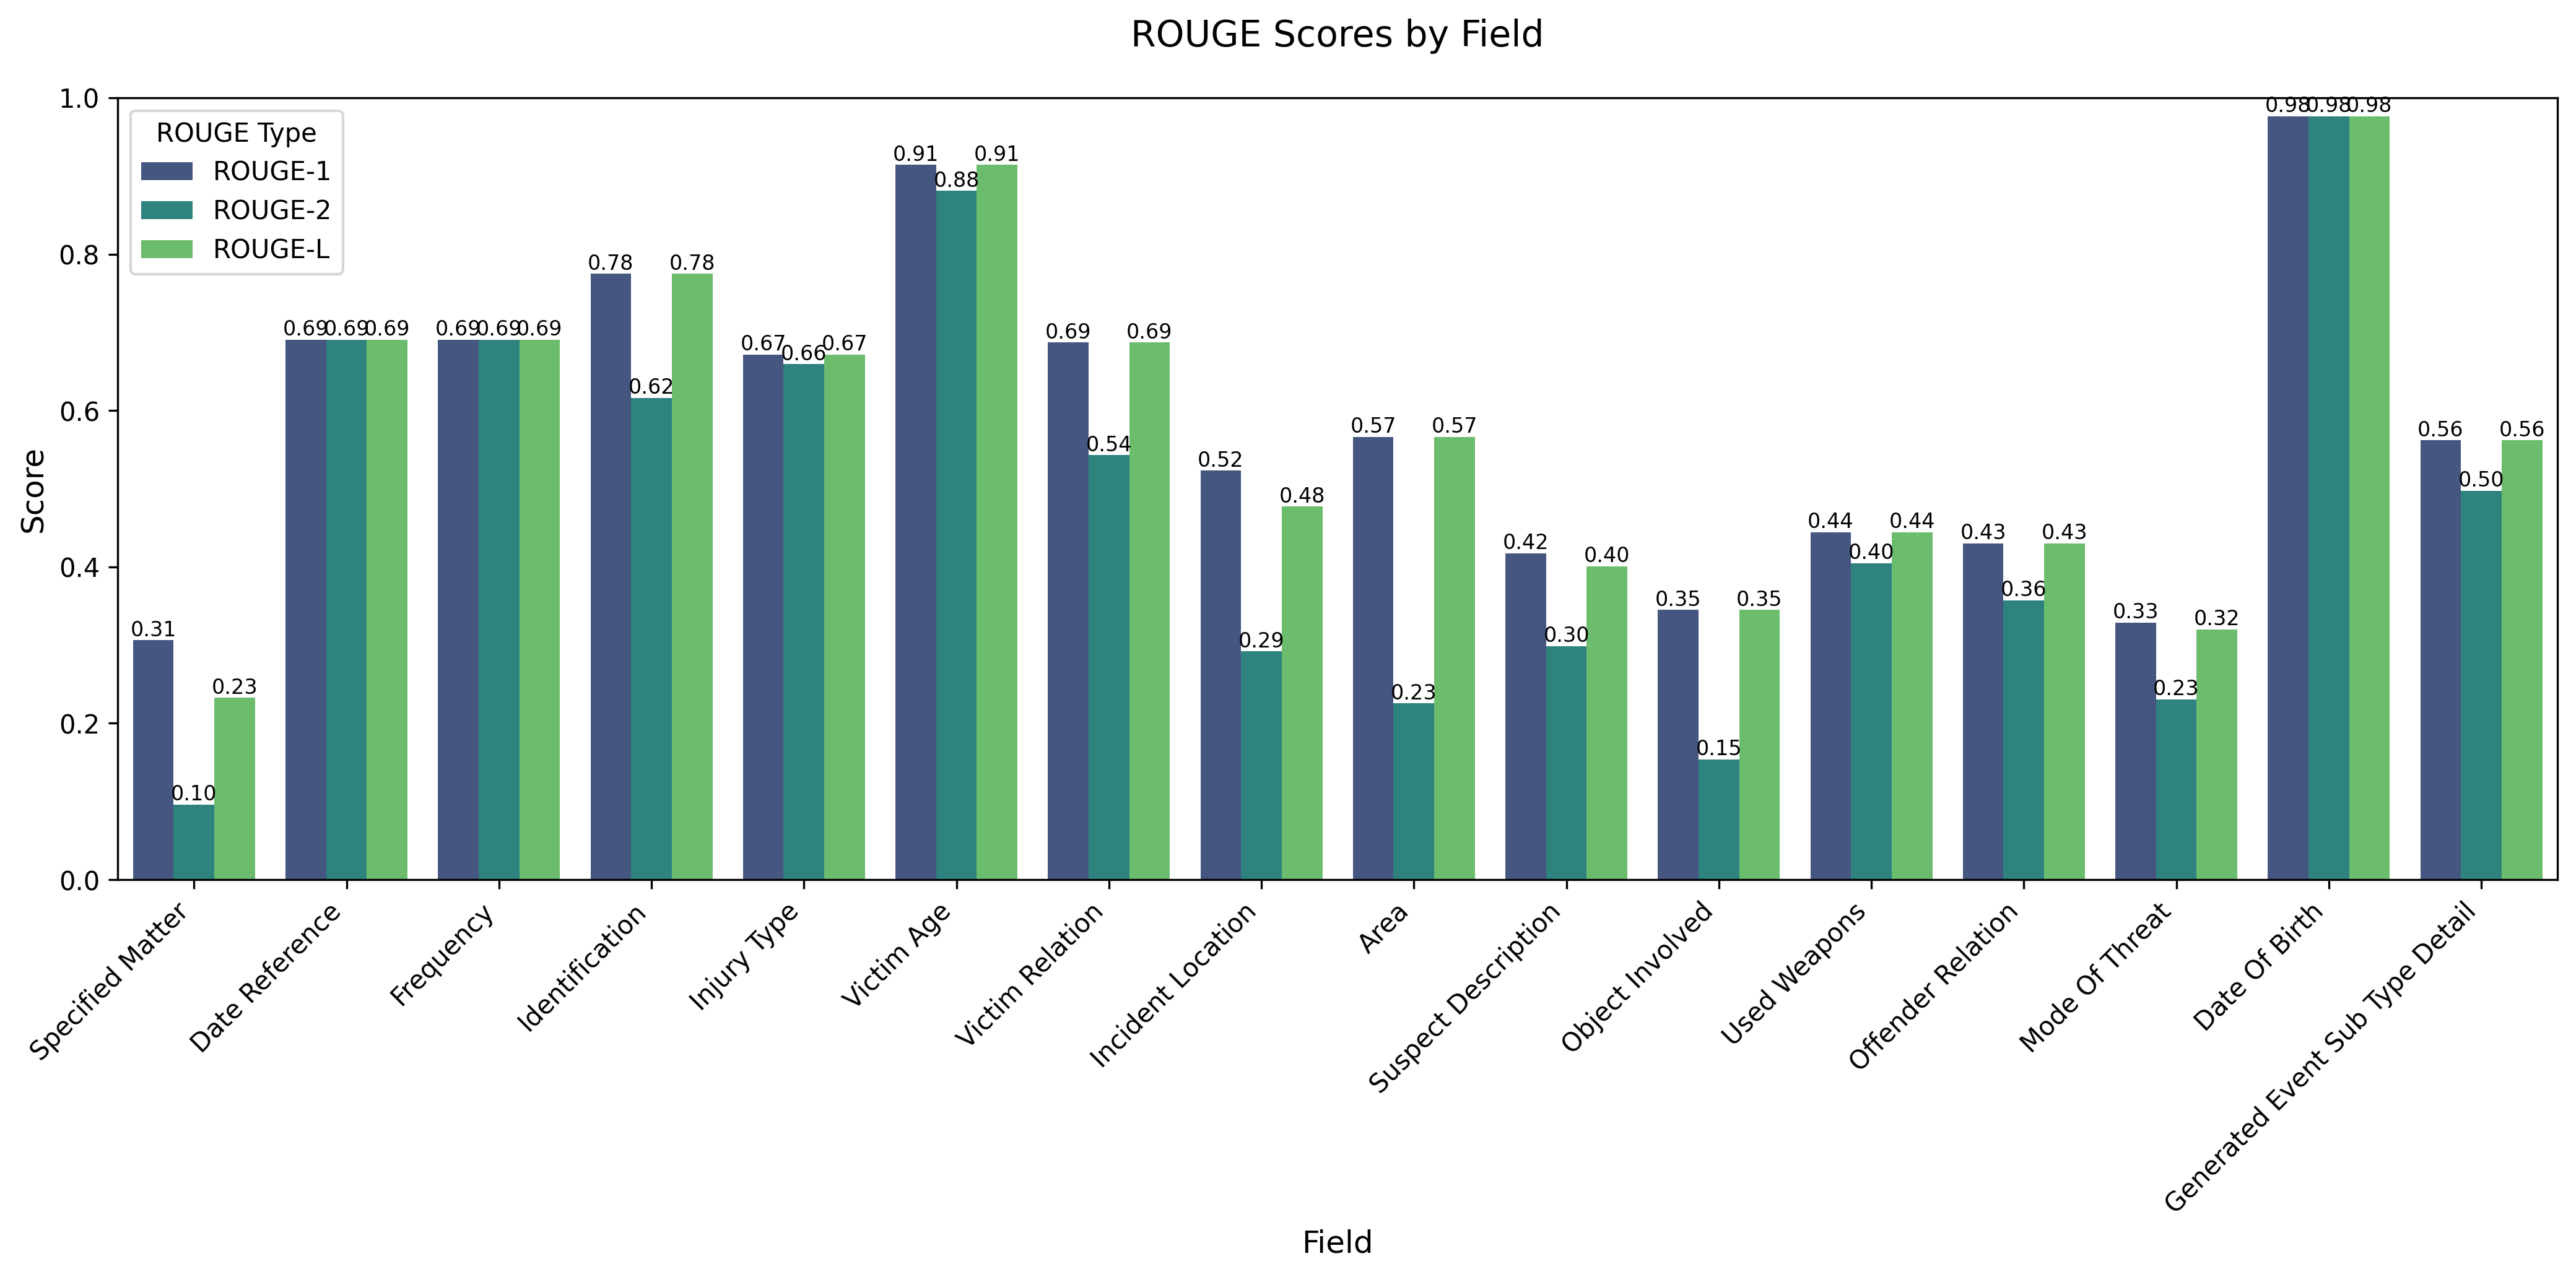 ROUGE Scores by Field
ROUGE Type
ROUGE-1
ROUGE-2
ROUGE-L
Score
1.0
0.8
0.6
0.4
0.2
0.0
0.31 0.10 0.23
0.69 0.69 0.69
0.69 0.69 0.69
0.78 0.62 0.78
0.67 0.66 0.67
0.91 0.88 0.91
0.69 0.54 0.69
0.52 0.29 0.48
0.57 0.23 0.57
0.42 0.30 0.40
0.35 0.15 0.35
0.44 0.40 0.44
0.43 0.36 0.43
0.33 0.23 0.32
0.98 0.98 0.98
0.56 0.50 0.56
Specified Matter
Date Reference
Frequency
Identification
Injury Type
Victim Age
Victim Relation
Incident Location
Area
Suspect Description
Object Involved
Used Weapons
Offender Relation
Mode Of Threat
Date Of Birth
Generated Event Sub Type Detail
Field